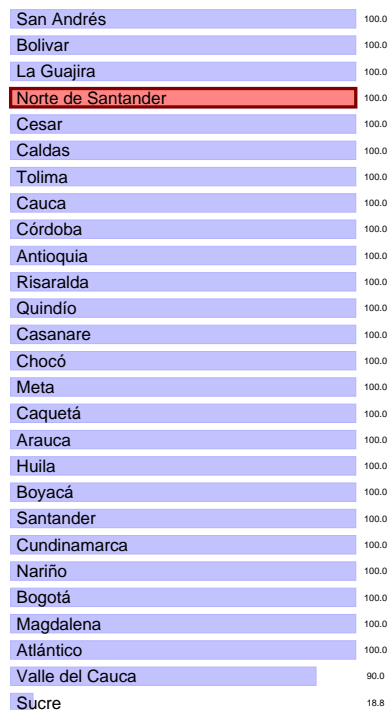 San Andrés 100.0
Bolivar 100.0
La Guajira 100.0
Norte de Santander 100.0
Cesar 100.0
Caldas 100.0
Tolima 100.0
Cauca 100.0
Córdoba 100.0
Antioquia 100.0
Risaralda 100.0
Quindío 100.0
Casanare 100.0
Chocó 100.0
Meta 100.0
Caquetá 100.0
Arauca 100.0
Huila 100.0
Boyacá 100.0
Santander 100.0
Cundinamarca 100.0
Nariño 100.0
Bogotá 100.0
Magdalena 100.0
Atlántico 100.0
Valle del Cauca 90.0
Sucre 18.8